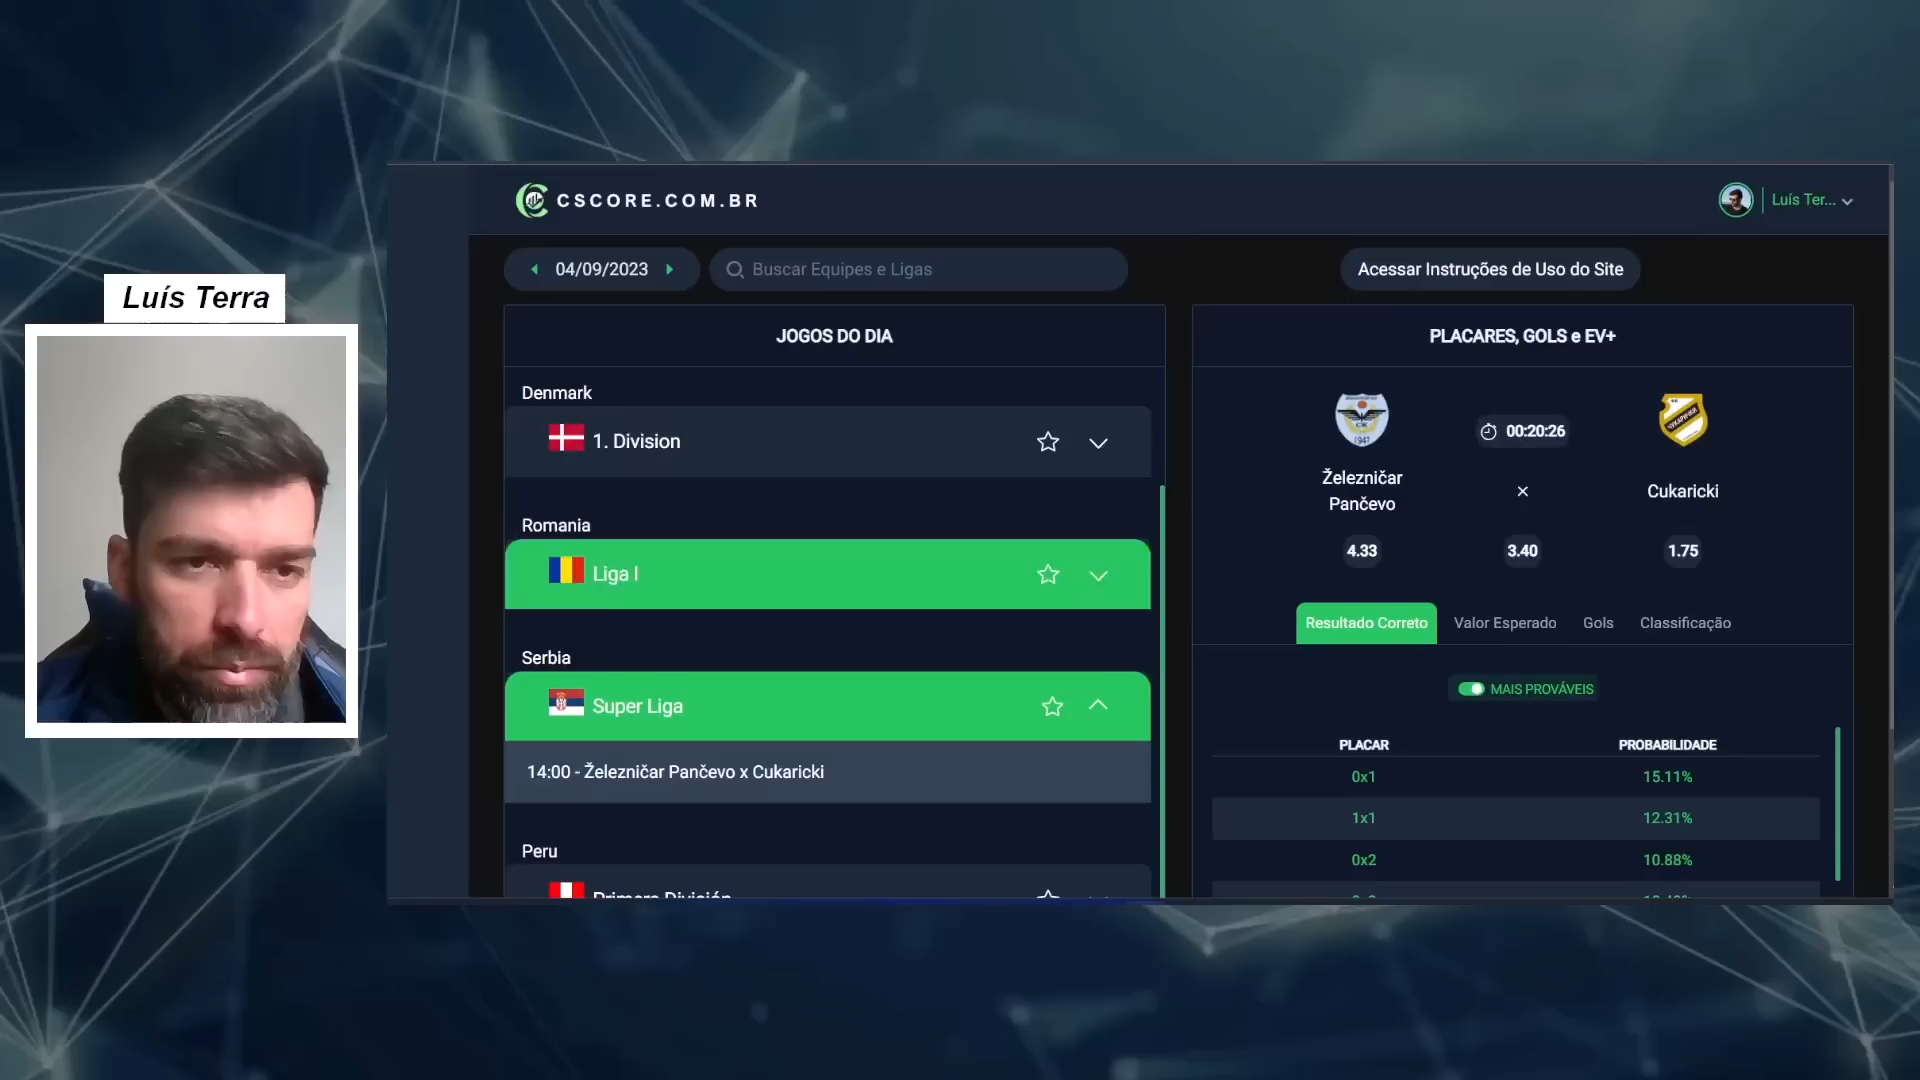 Luís Terra
CSCORE.COM.BR
Luís Ter...
04/09/2023
Buscar Equipes e Ligas
Acessar Instruções de Uso do Site
JOGOS DO DIA
Denmark
1. Division
Romania
Liga I
Serbia
Super Liga
14:00 - Železničar Pančevo x Cukaricki
Peru
Primera División
PLACARES, GOLS e EV+
00:20:26
Železničar
Pančevo
×
Cukaricki
4.33
3.40
1.75
Resultado Correto
Valor Esperado
Gols
Classificação
MAIS PROVÁVEIS
PLACAR PROBABILIDADE
0x1 15.11%
1x1 12.31%
0x2 10.88%